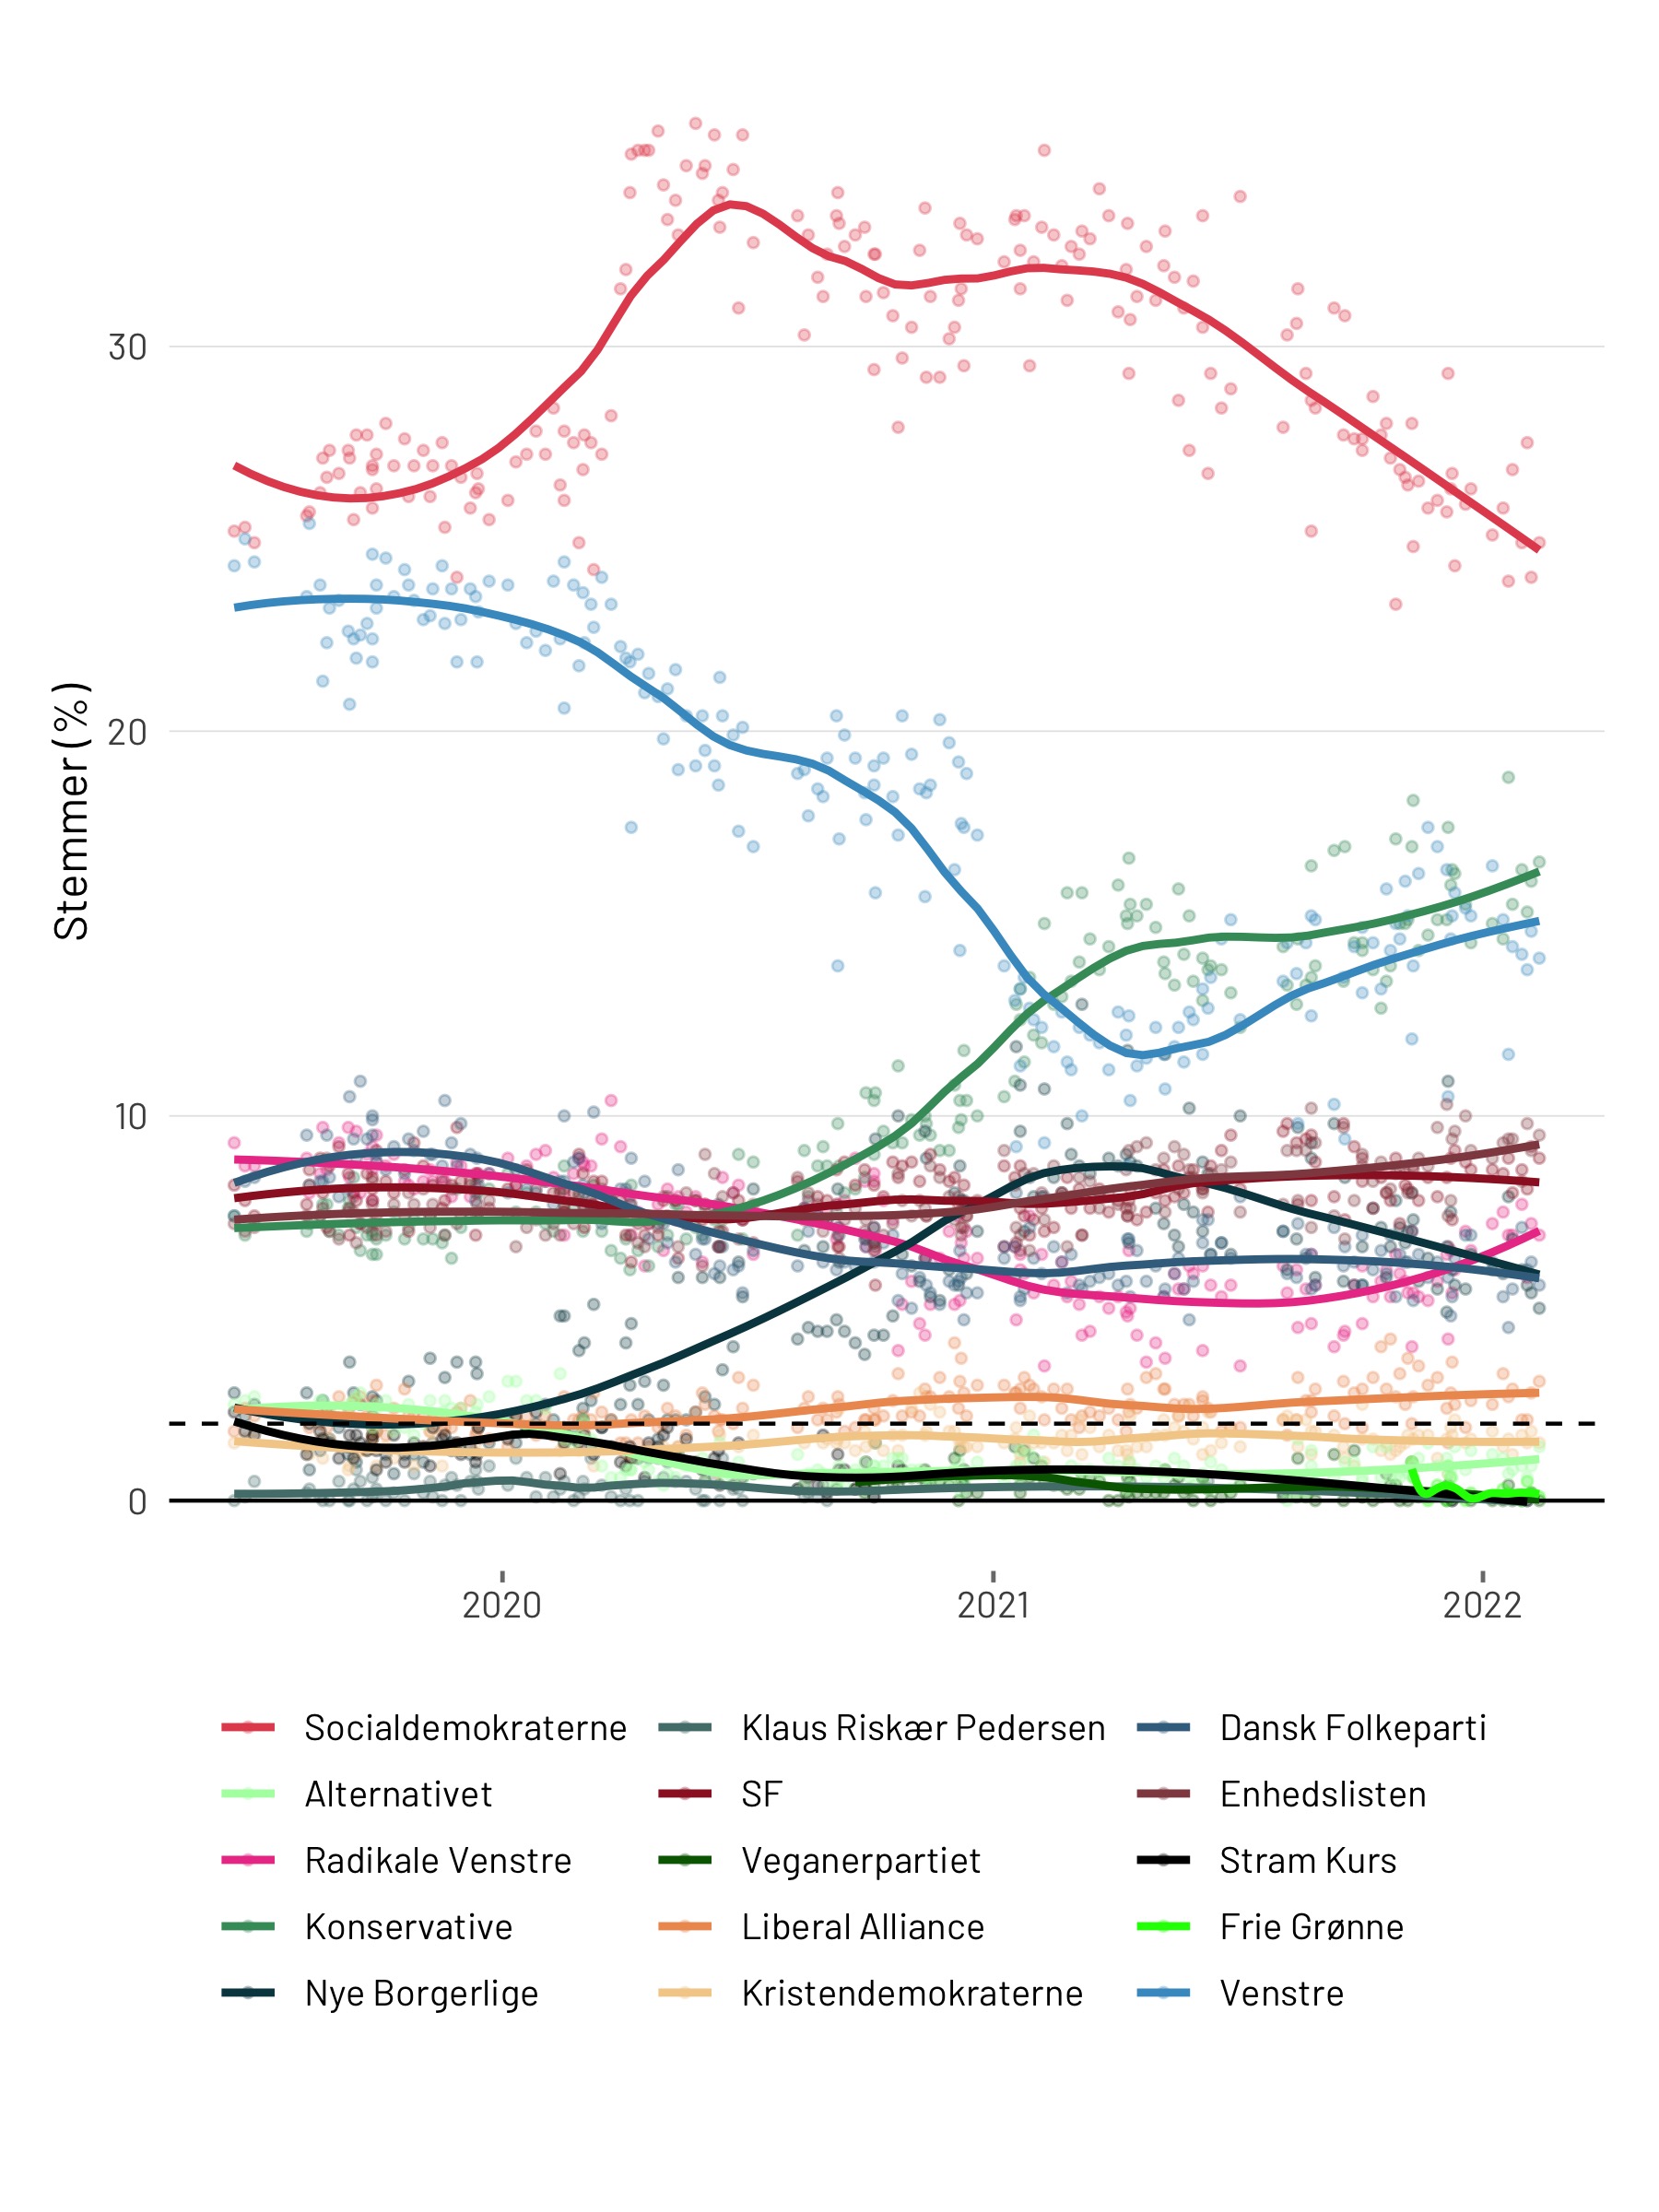 Stemmer (%)
30
20
10
0
2020 2021 2022
Socialdemokraterne Klaus Riskær Pedersen Dansk Folkeparti
Alternativet SF Enhedslisten
Radikale Venstre Veganerpartiet Stram Kurs
Konservative Liberal Alliance Frie Grønne
Nye Borgerlige Kristendemokraterne Venstre